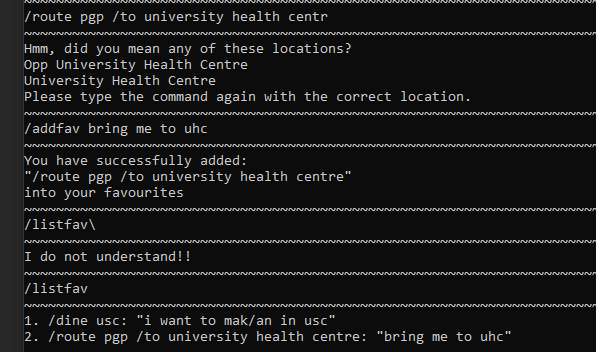 /route pgp /to university health centr
Hmm, did you mean any of these locations?
Opp University Health Centre
University Health Centre
Please type the command again with the correct location.
/addfav bring me to uhc
You have successfully added:
"/route pgp /to university health centre"
into your favourites
/listfav\
I do not understand!!
/listfav
1. /dine usc: "i want to mak/an in usc"
2. /route pgp /to university health centre: "bring me to uhc"